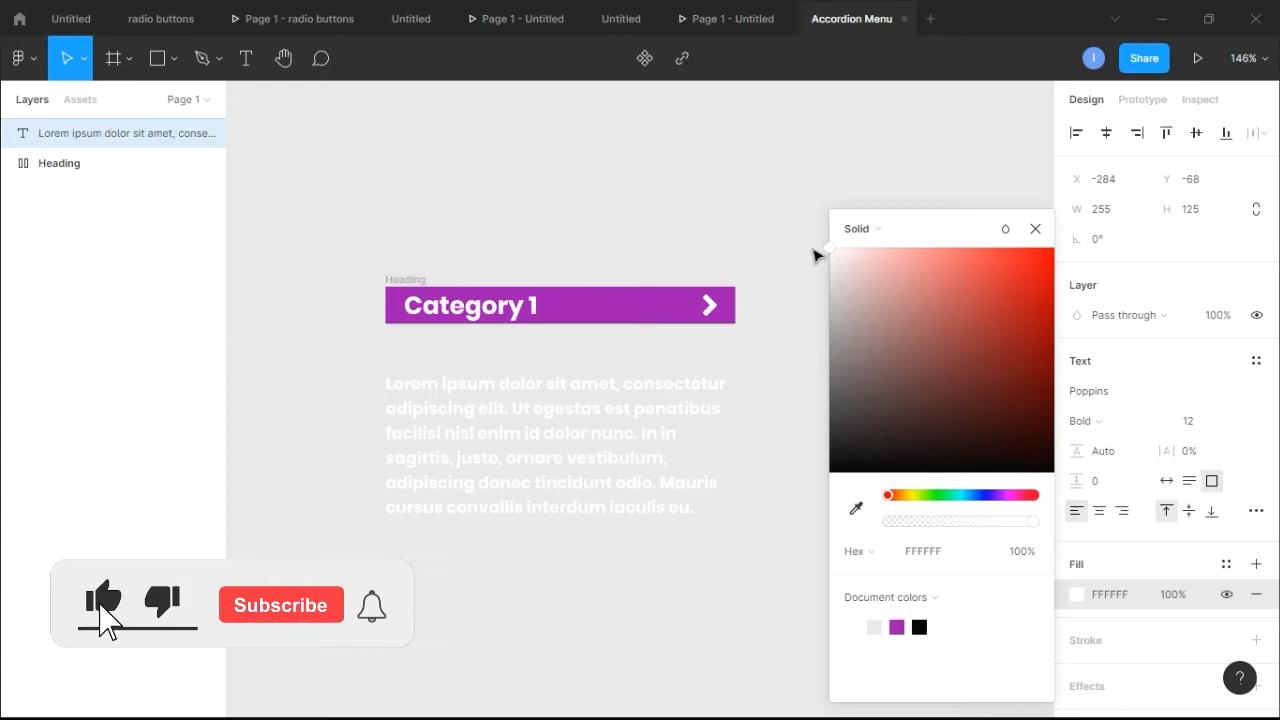 Untitled
radio buttons
Page 1 - radio buttons
Untitled
Page 1 - Untitled
Untitled
Page 1 - Untitled
Accordion Menu
I
Share
146%
Layers
Assets
Page 1
Lorem ipsum dolor sit amet, conse...
Heading
Heading
Category 1
Lorem ipsum dolor sit amet, consectetur
adipiscing elit. Ut egestas est penatibus
facilisi nisl enim id dolor nunc. In in
sagittis, justo, ornare vestibulum,
adipiscing donec tincidunt odio. Mauris
cursus convallis interdum iaculis eu.
Subscribe
Solid
Hex
FFFFFF
100%
Document colors
Design
Prototype
Inspect
X -284
Y -68
W 255
H 125
0°
Layer
Pass through
100%
Text
Poppins
Bold
12
Auto
|A| 0%
0
Fill
FFFFFF
100%
Stroke
Effects
?